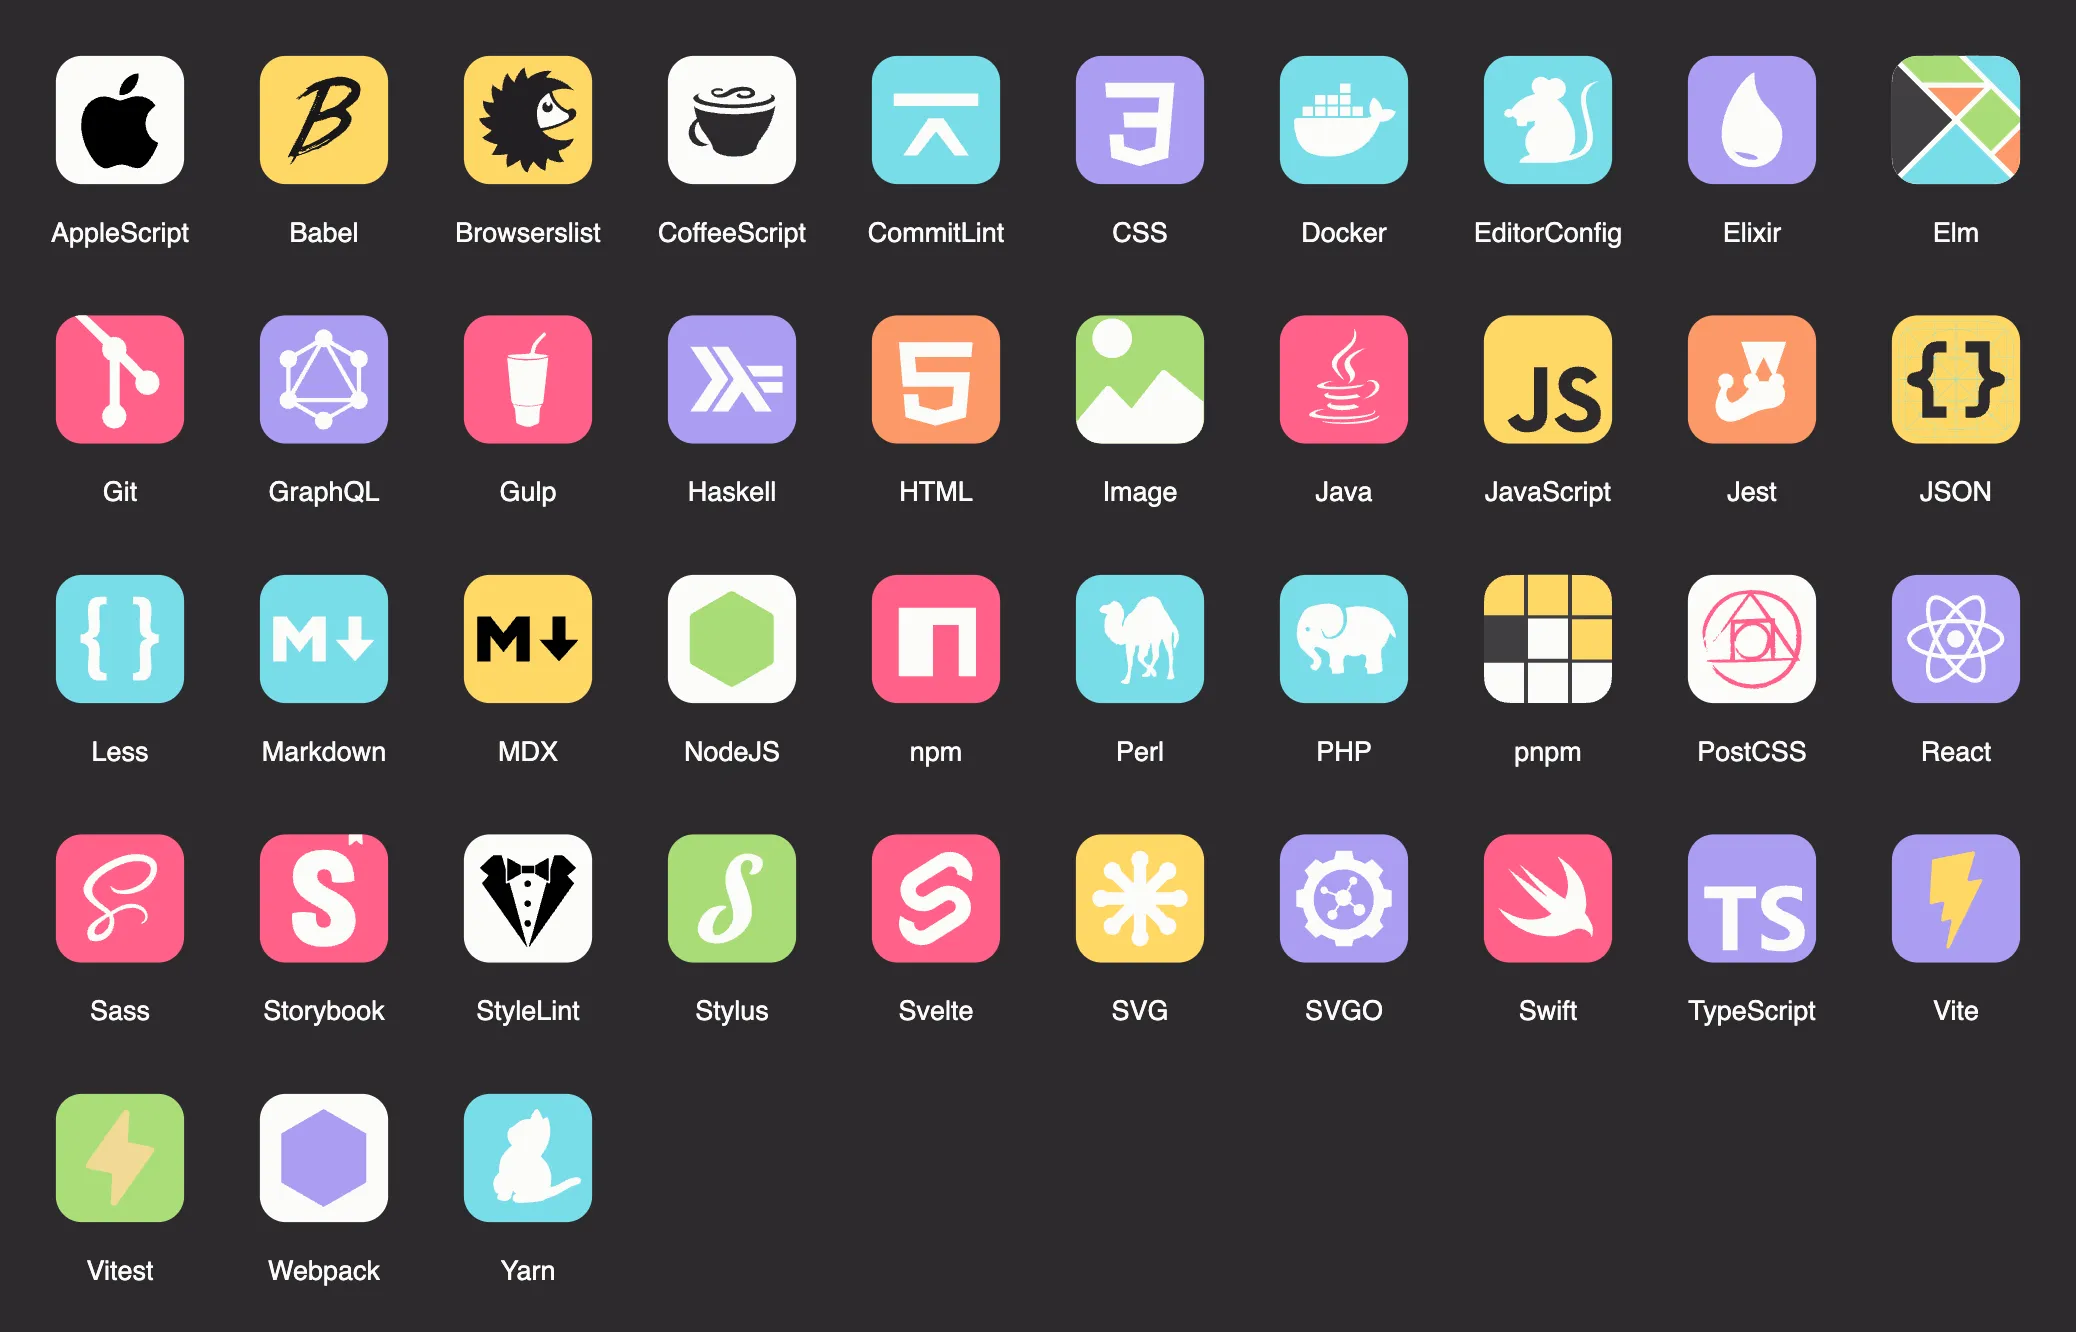 AppleScript Babel Browserslist CoffeeScript CommitLint CSS Docker EditorConfig Elixir Elm
JS
Git GraphQL Gulp Haskell HTML Image Java JavaScript Jest JSON
M M
Less Markdown MDX NodeJS npm Perl PHP pnpm PostCSS React
TS
Sass Storybook StyleLint Stylus Svelte SVG SVGO Swift TypeScript Vite
Vitest Webpack Yarn